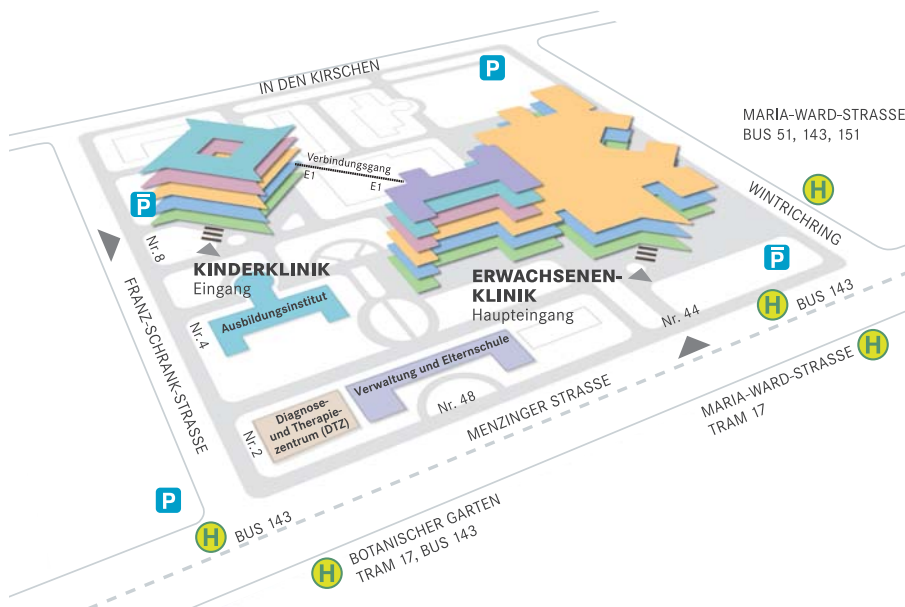 IN DEN KIRSCHEN
P
MARIA-WARD-STRASSE
BUS 51, 143, 151
H
WINTRICHRING
Verbindungsgang
E1
E1
P
Nr. 8
KINDERKLINIK
Eingang
ERWACHSENEN-
KLINIK
Haupteingang
P
H
BUS 143
Nr. 44
FRANZ-SCHRANK-STRASSE
Ausbildungsinstitut
Nr. 4
Verwaltung und Elternschule
Nr. 48
MENZINGER STRASSE
MARIA-WARD-STRASSE
H
TRAM 17
Diagnose-
und Therapie-
zentrum (DTZ)
Nr. 2
P
H
BUS 143
H
BOTANISCHER GARTEN
TRAM 17, BUS 143